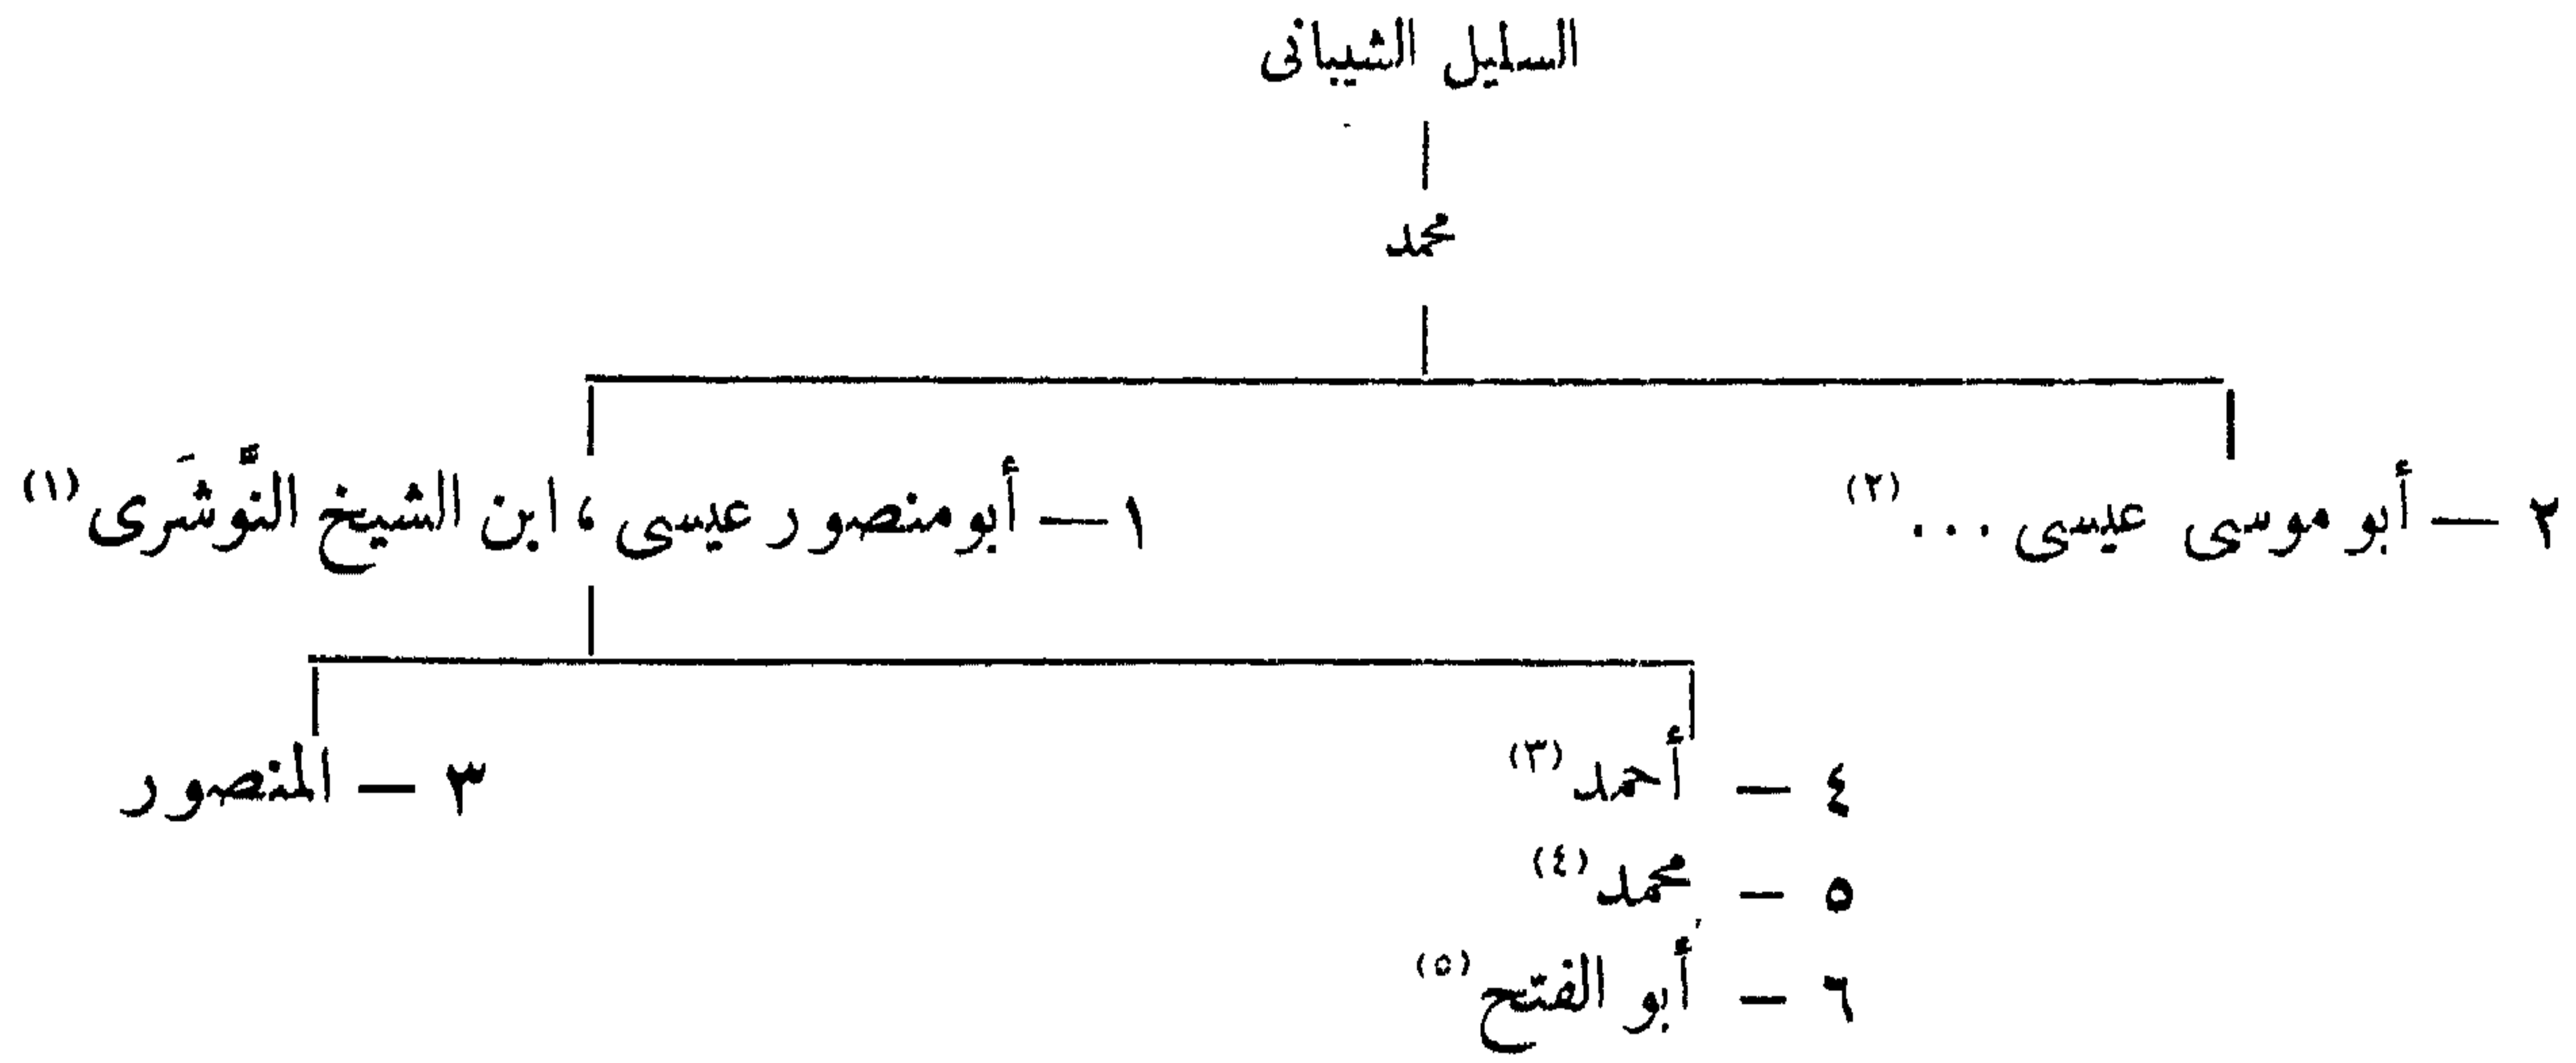 السليل الشيبانى
محمد
٢ — أبو موسى عيسى ... (٢)
١ — أبو منصور عيسى ، ابن الشيخ النَّوشَرى (١)
٤ — أحمد (٣)
٣ — المنصور
٥ — محمد (٤)
٦ — أبو الفتح (٥)